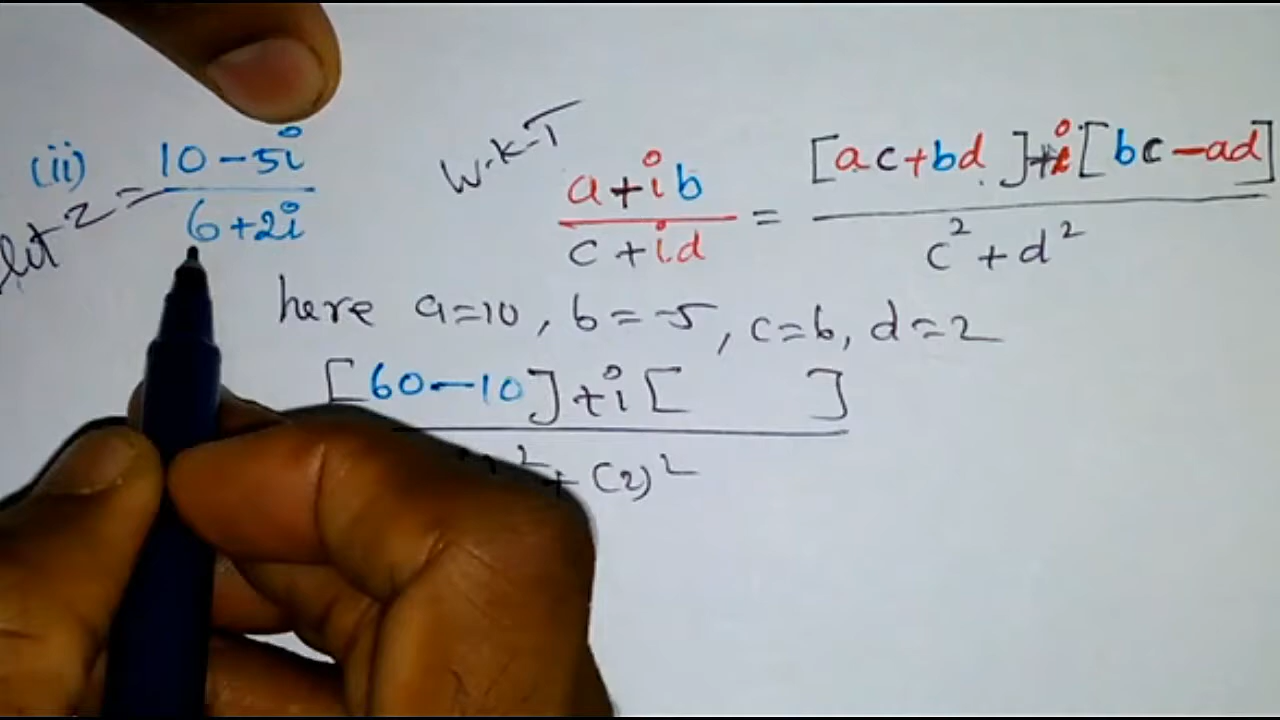 (ii) let z = 10 - 5i / 6 + 2i
W.K.T a + ib / c + id = [ac + bd] + i[bc - ad] / c² + d²
here a = 10, b = -5, c = 6, d = 2
[60 - 10] + i [ ]
² + (2)²